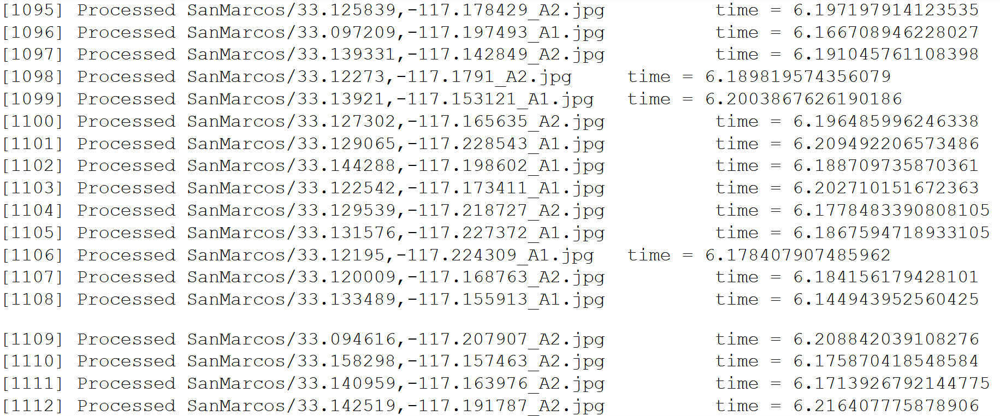 [1095] Processed SanMarcos/33.125839,-117.178429_A2.jpg time = 6.197197914123535
[1096] Processed SanMarcos/33.097209,-117.197493_A1.jpg time = 6.166708946228027
[1097] Processed SanMarcos/33.139331,-117.142849_A2.jpg time = 6.191045761108398
[1098] Processed SanMarcos/33.12273,-117.1791_A2.jpg time = 6.189819574356079
[1099] Processed SanMarcos/33.13921,-117.153121_A1.jpg time = 6.2003867626190186
[1100] Processed SanMarcos/33.127302,-117.165635_A2.jpg time = 6.196485996246338
[1101] Processed SanMarcos/33.129065,-117.228543_A1.jpg time = 6.209492206573486
[1102] Processed SanMarcos/33.144288,-117.198602_A1.jpg time = 6.188709735870361
[1103] Processed SanMarcos/33.122542,-117.173411_A1.jpg time = 6.202710151672363
[1104] Processed SanMarcos/33.129539,-117.218727_A2.jpg time = 6.1778483390808105
[1105] Processed SanMarcos/33.131576,-117.227372_A1.jpg time = 6.1867594718933105
[1106] Processed SanMarcos/33.12195,-117.224309_A1.jpg time = 6.178407907485962
[1107] Processed SanMarcos/33.120009,-117.168763_A2.jpg time = 6.184156179428101
[1108] Processed SanMarcos/33.133489,-117.155913_A1.jpg time = 6.144943952560425
[1109] Processed SanMarcos/33.094616,-117.207907_A2.jpg time = 6.208842039108276
[1110] Processed SanMarcos/33.158298,-117.157463_A2.jpg time = 6.175870418548584
[1111] Processed SanMarcos/33.140959,-117.163976_A2.jpg time = 6.1713926792144775
[1112] Processed SanMarcos/33.142519,-117.191787_A2.jpg time = 6.216407775878906